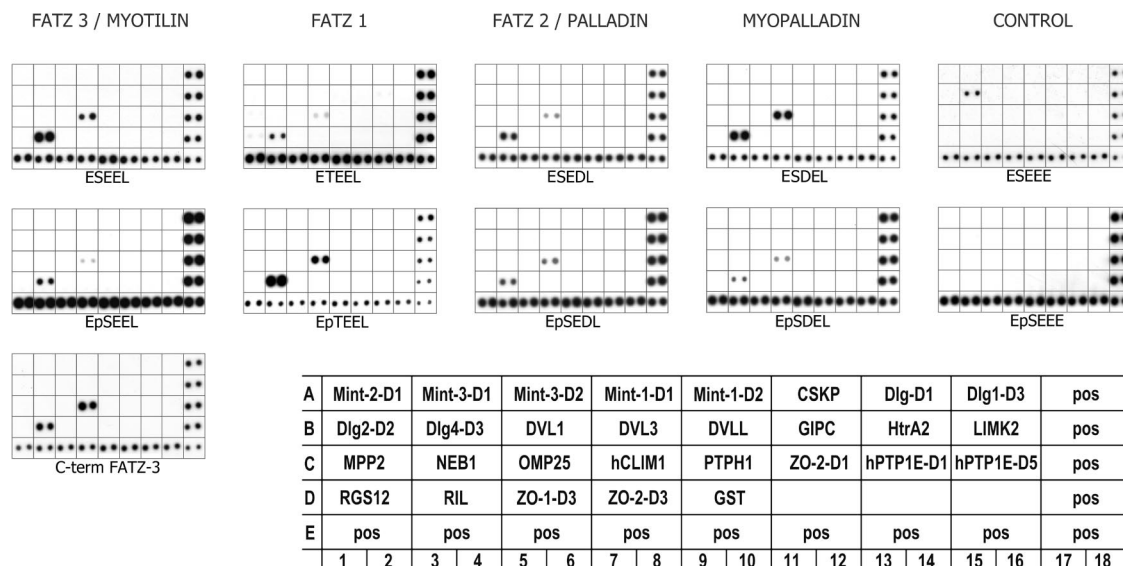 FATZ 3 / MYOTILIN FATZ 1 FATZ 2 / PALLADIN MYOPALLADIN CONTROL
ESEEL ETEEL ESEDL ESDEL ESEEE
EpSEEL EpTEEL EpSEDL EpSDEL EpSEEE
C-term FATZ-3
A Mint-2-D1 Mint-3-D1 Mint-3-D2 Mint-1-D1 Mint-1-D2 CSKP Dlg-D1 Dlg1-D3 pos
B Dlg2-D2 Dlg4-D3 DVL1 DVL3 DVLL GIPC HtrA2 LIMK2 pos
C MPP2 NEB1 OMP25 hCLIM1 PTPH1 ZO-2-D1 hPTP1E-D1 hPTP1E-D5 pos
D RGS12 RIL ZO-1-D3 ZO-2-D3 GST pos
E pos pos pos pos pos pos pos pos pos
1 2 3 4 5 6 7 8 9 10 11 12 13 14 15 16 17 18